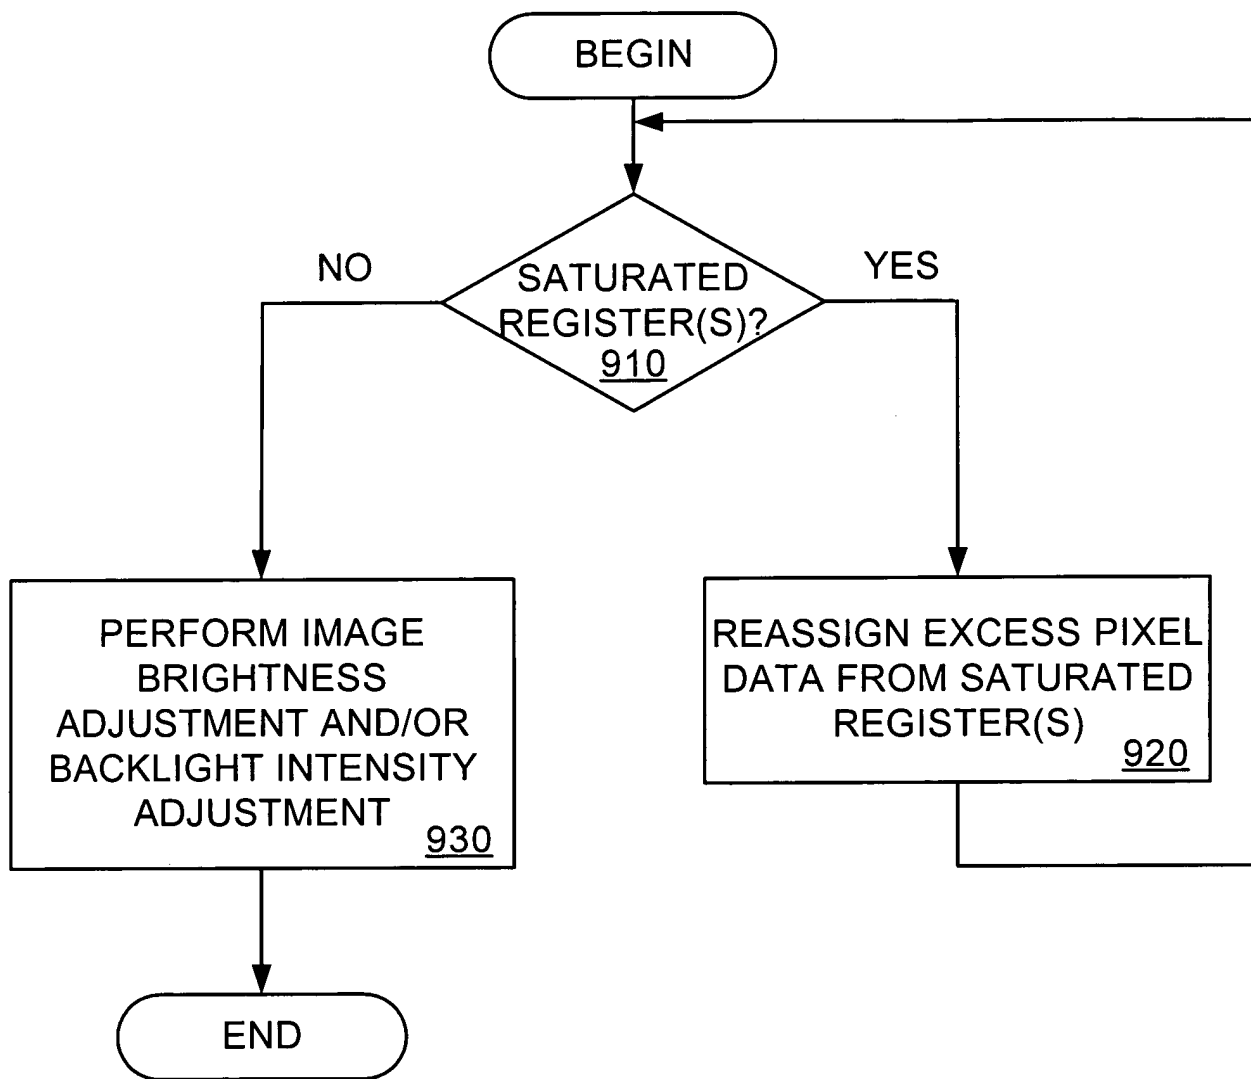 BEGIN
NO
YES
SATURATED
REGISTER(S)?
910
PERFORM IMAGE
BRIGHTNESS
ADJUSTMENT AND/OR
BACKLIGHT INTENSITY
ADJUSTMENT
930
REASSIGN EXCESS PIXEL
DATA FROM SATURATED
REGISTER(S)
920
END